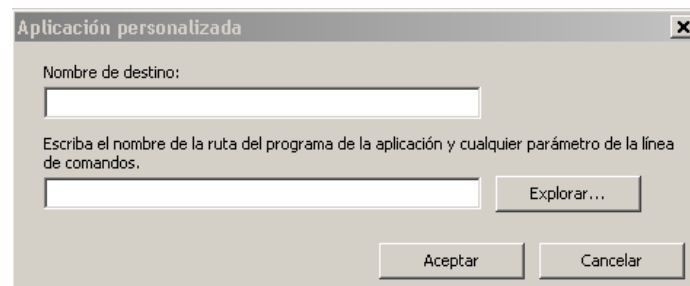 Aplicación personalizada
Nombre de destino:
Escriba el nombre de la ruta del programa de la aplicación y cualquier parámetro de la línea
de comandos.
Explorar...
Aceptar
Cancelar